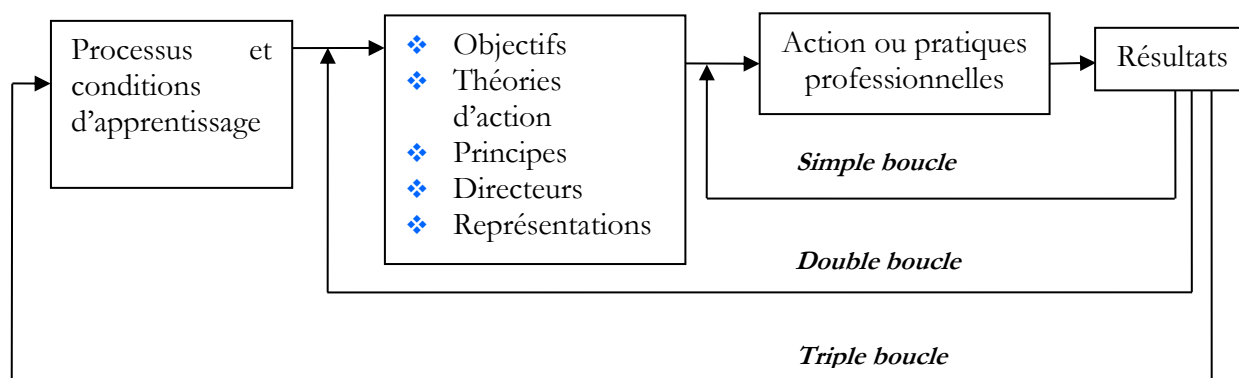 Processus et
conditions
d'apprentissage
❖ Objectifs
❖ Théories
d'action
❖ Principes
❖ Directeurs
❖ Représentations
Action ou pratiques
professionnelles
Résultats
Simple boucle
Double boucle
Triple boucle